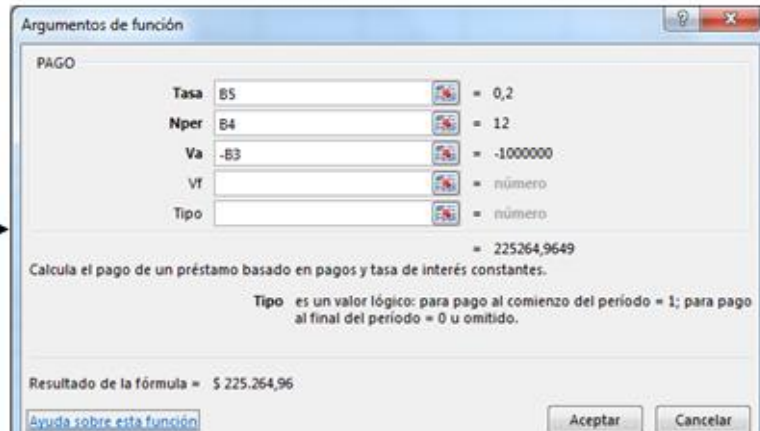 Argumentos de función
PAGO
Tasa B5 = 0,2
Nper B4 = 12
Va -B3 = -1000000
Vf = número
Tipo = número
= 225264,9649
Calcula el pago de un préstamo basado en pagos y tasa de interés constantes.
Tipo es un valor lógico: para pago al comienzo del período = 1; para pago
al final del período = 0 u omitido.
Resultado de la fórmula = $ 225.264,96
Ayuda sobre esta función
Aceptar Cancelar